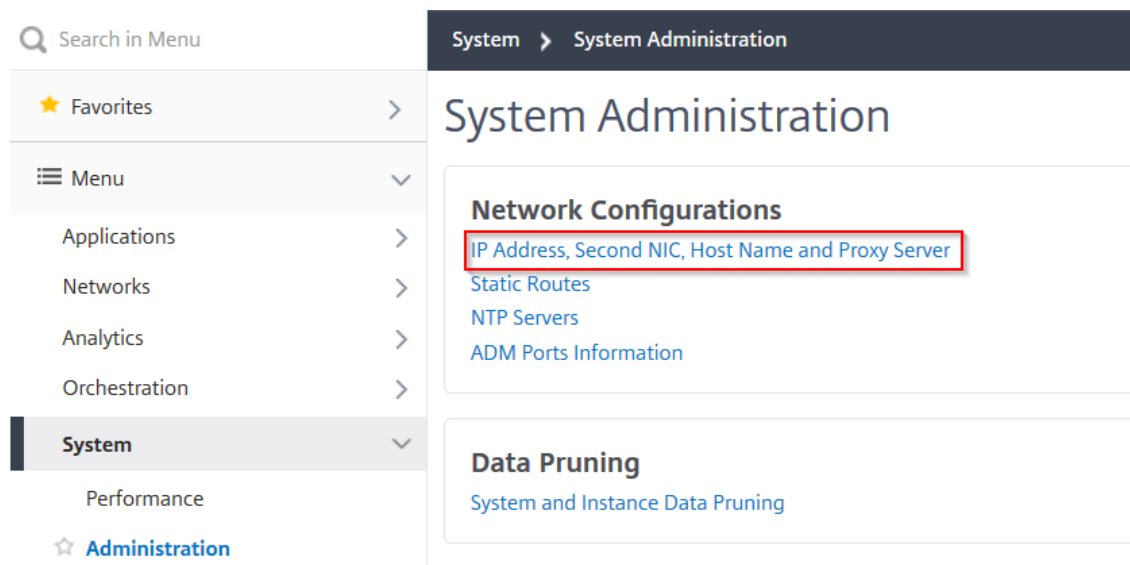 Search in Menu
Favorites
Menu
Applications
Networks
Analytics
Orchestration
System
Performance
Administration
System > System Administration
System Administration
Network Configurations
IP Address, Second NIC, Host Name and Proxy Server
Static Routes
NTP Servers
ADM Ports Information
Data Pruning
System and Instance Data Pruning